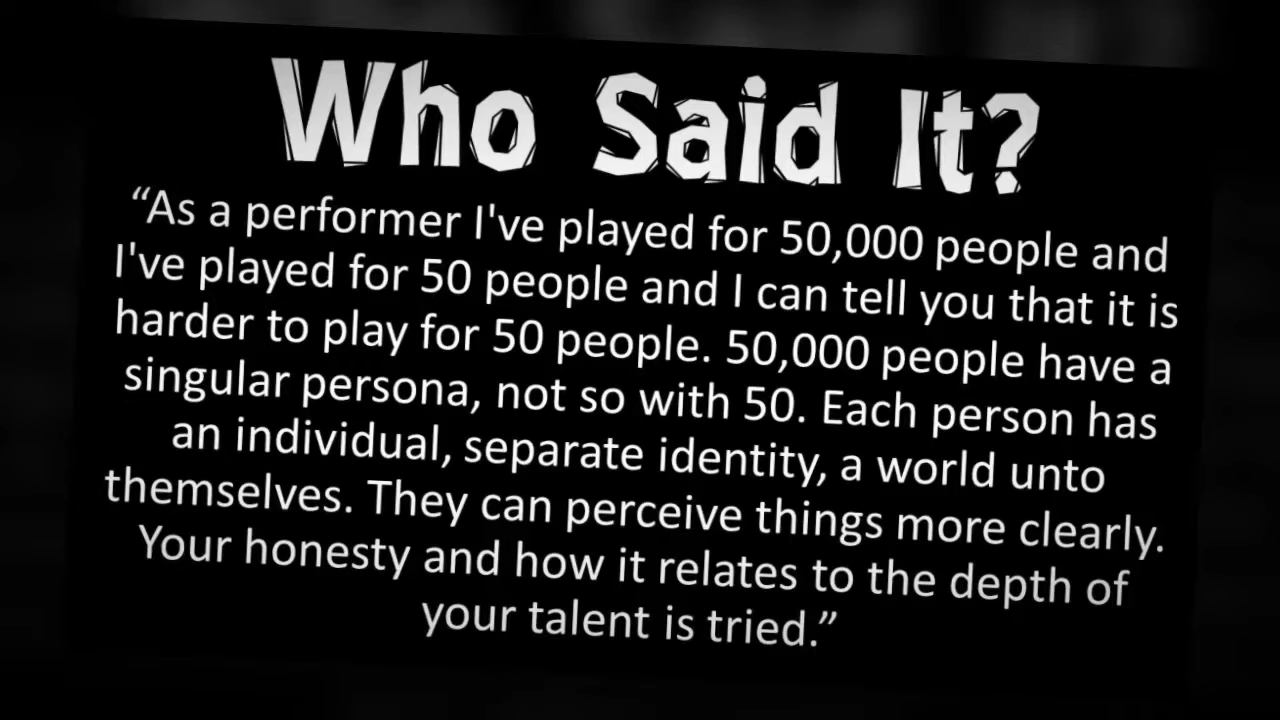 Who Said It?
“As a performer I've played for 50,000 people and
I've played for 50 people and I can tell you that it is
harder to play for 50 people. 50,000 people have a
singular persona, not so with 50. Each person has
an individual, separate identity, a world unto
themselves. They can perceive things more clearly.
Your honesty and how it relates to the depth of
your talent is tried.”